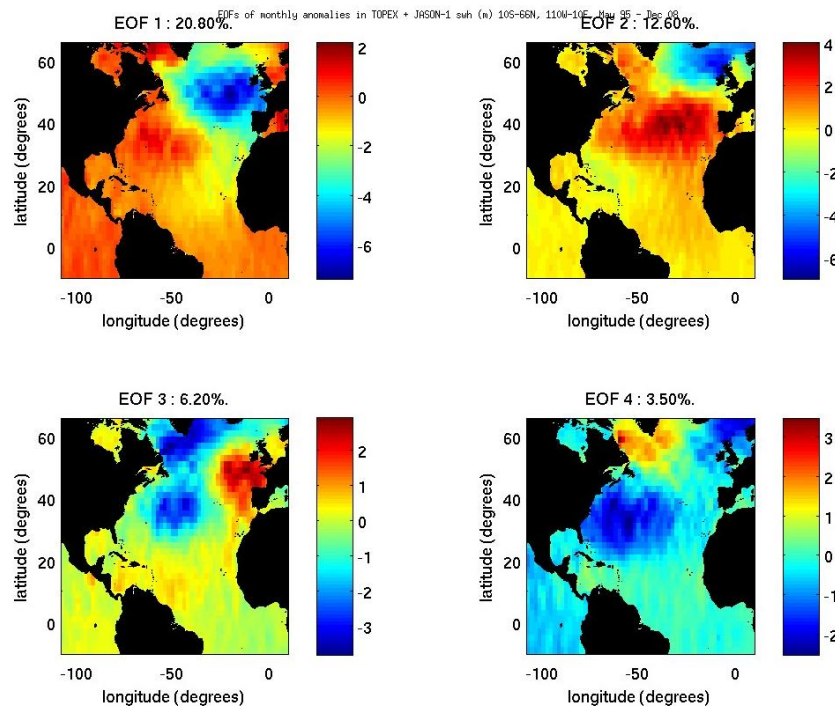 EOFs of monthly anomalies in TOPEX + JASON-1 swh (m) 10S-66N, 110W-10E, May 95 - Dec 08
EOF 1 : 20.80%.
EOF 2 : 12.60%.
60
40
20
0
latitude (degrees)
-100 -50 0
longitude (degrees)
2
0
-2
-4
-6
60
40
20
0
latitude (degrees)
-100 -50 0
longitude (degrees)
4
2
0
-2
-4
-6
EOF 3 : 6.20%.
EOF 4 : 3.50%.
60
40
20
0
latitude (degrees)
-100 -50 0
longitude (degrees)
2
1
0
-1
-2
-3
60
40
20
0
latitude (degrees)
-100 -50 0
longitude (degrees)
3
2
1
0
-1
-2